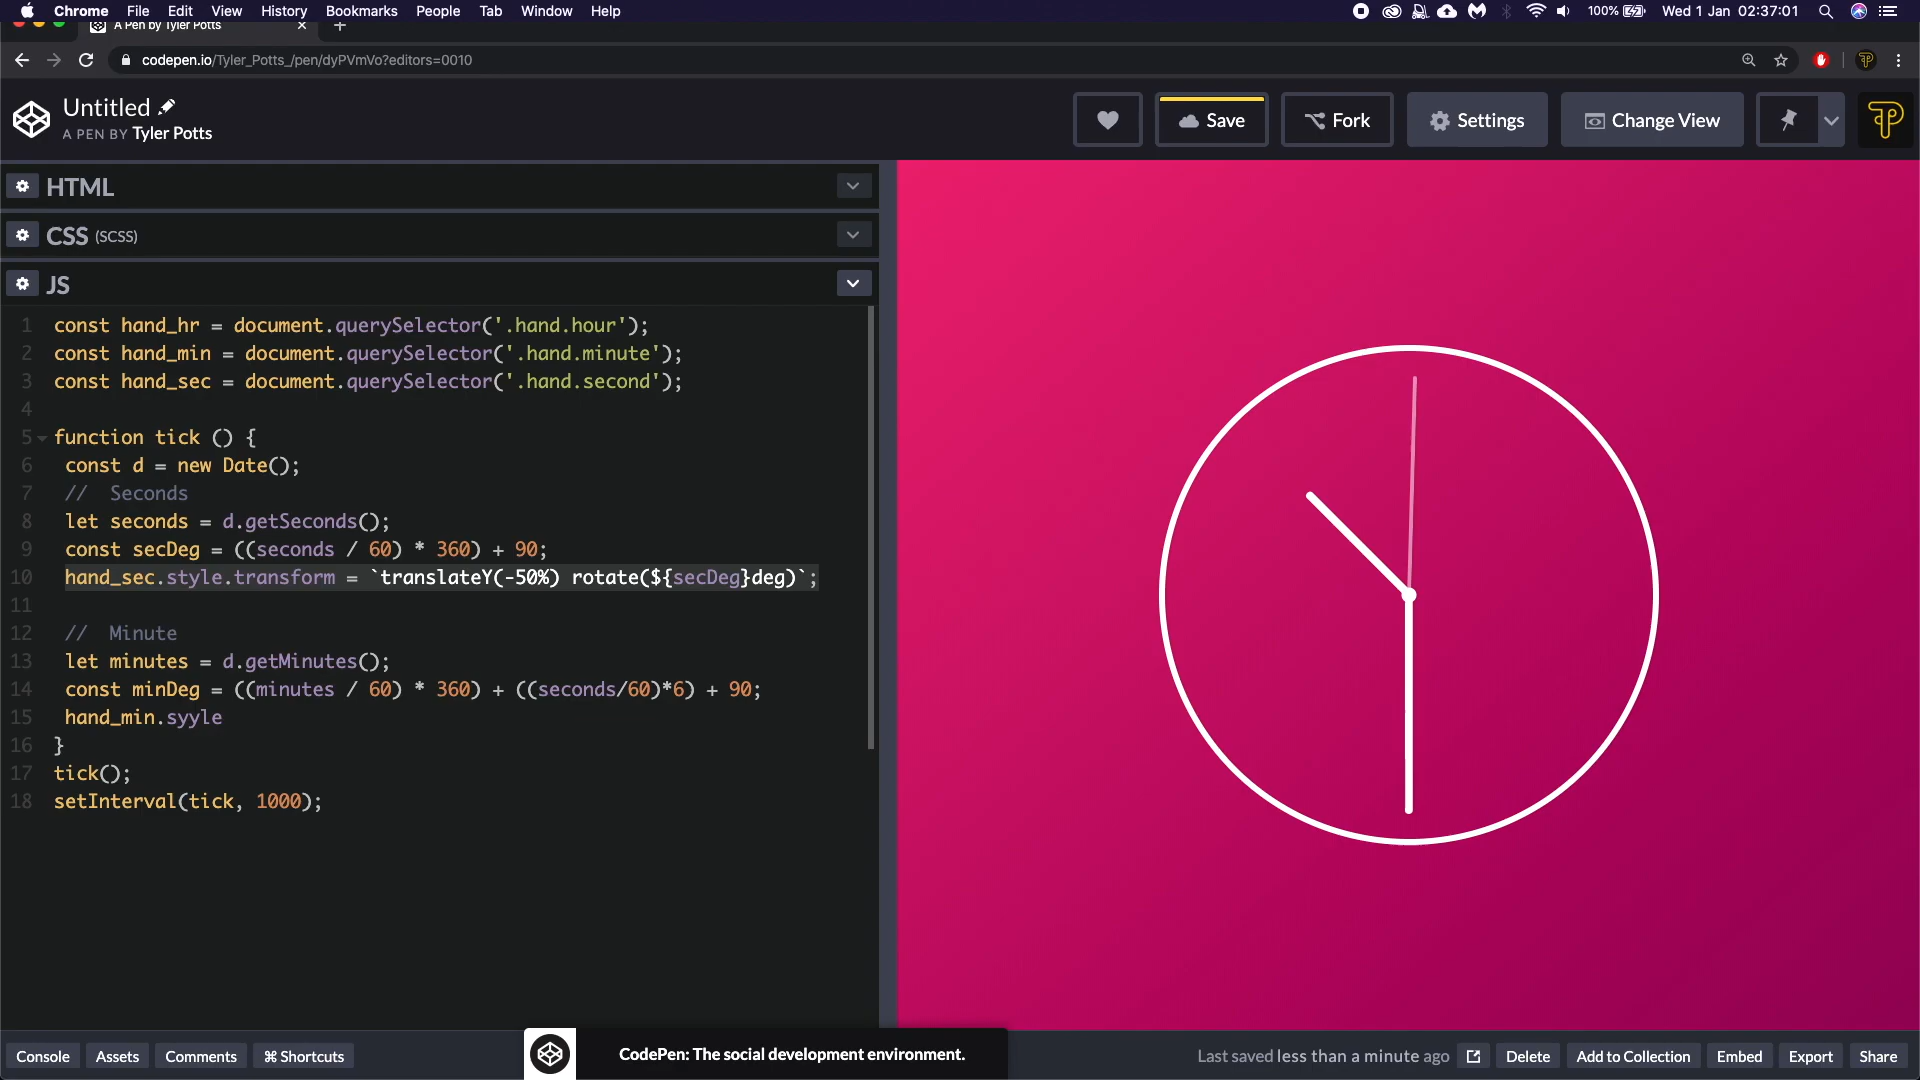 Chrome File Edit View History Bookmarks People Tab Window Help
100% Wed 1 Jan 02:37:01
A Pen by Tyler Potts
codepen.io/Tyler_Potts_/pen/dyPVmVo?editors=0010
Untitled
A PEN BY Tyler Potts
Save
Fork
Settings
Change View
HTML
CSS (SCSS)
JS
1 const hand_hr = document.querySelector('.hand.hour');
2 const hand_min = document.querySelector('.hand.minute');
3 const hand_sec = document.querySelector('.hand.second');
4
5 function tick () {
6 const d = new Date();
7 // Seconds
8 let seconds = d.getSeconds();
9 const secDeg = ((seconds / 60) * 360) + 90;
10 hand_sec.style.transform = `translateY(-50%) rotate(${secDeg}deg)`;
11
12 // Minute
13 let minutes = d.getMinutes();
14 const minDeg = ((minutes / 60) * 360) + ((seconds/60)*6) + 90;
15 hand_min.syyle
16 }
17 tick();
18 setInterval(tick, 1000);
Console
Assets
Comments
⌘ Shortcuts
CodePen: The social development environment.
Last saved less than a minute ago
Delete
Add to Collection
Embed
Export
Share